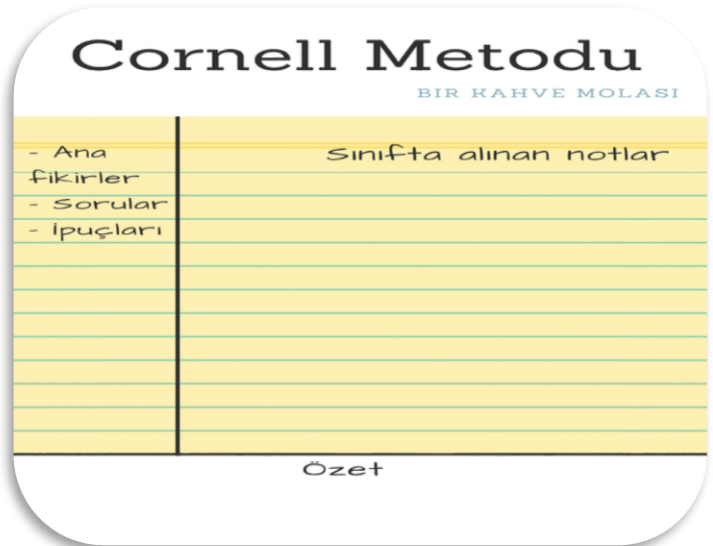 Cornell Metodu
BIR KAHVE MOLASI
- Ana
fikirler
- Sorular
- İpuçları
Sınıfta alınan notlar
Özet